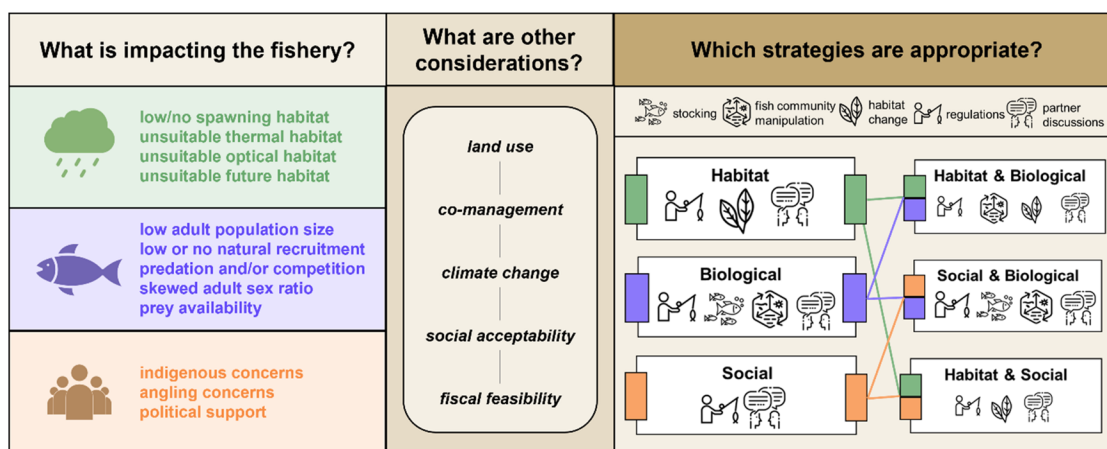 What is impacting the fishery?
low/no spawning habitat
unsuitable thermal habitat
unsuitable optical habitat
unsuitable future habitat
low adult population size
low or no natural recruitment
predation and/or competition
skewed adult sex ratio
prey availability
indigenous concerns
angling concerns
political support
What are other
considerations?
land use
co-management
climate change
social acceptability
fiscal feasibility
Which strategies are appropriate?
stocking
fish community
manipulation
habitat
change
regulations
partner
discussions
Habitat
Biological
Social
Habitat & Biological
Social & Biological
Habitat & Social